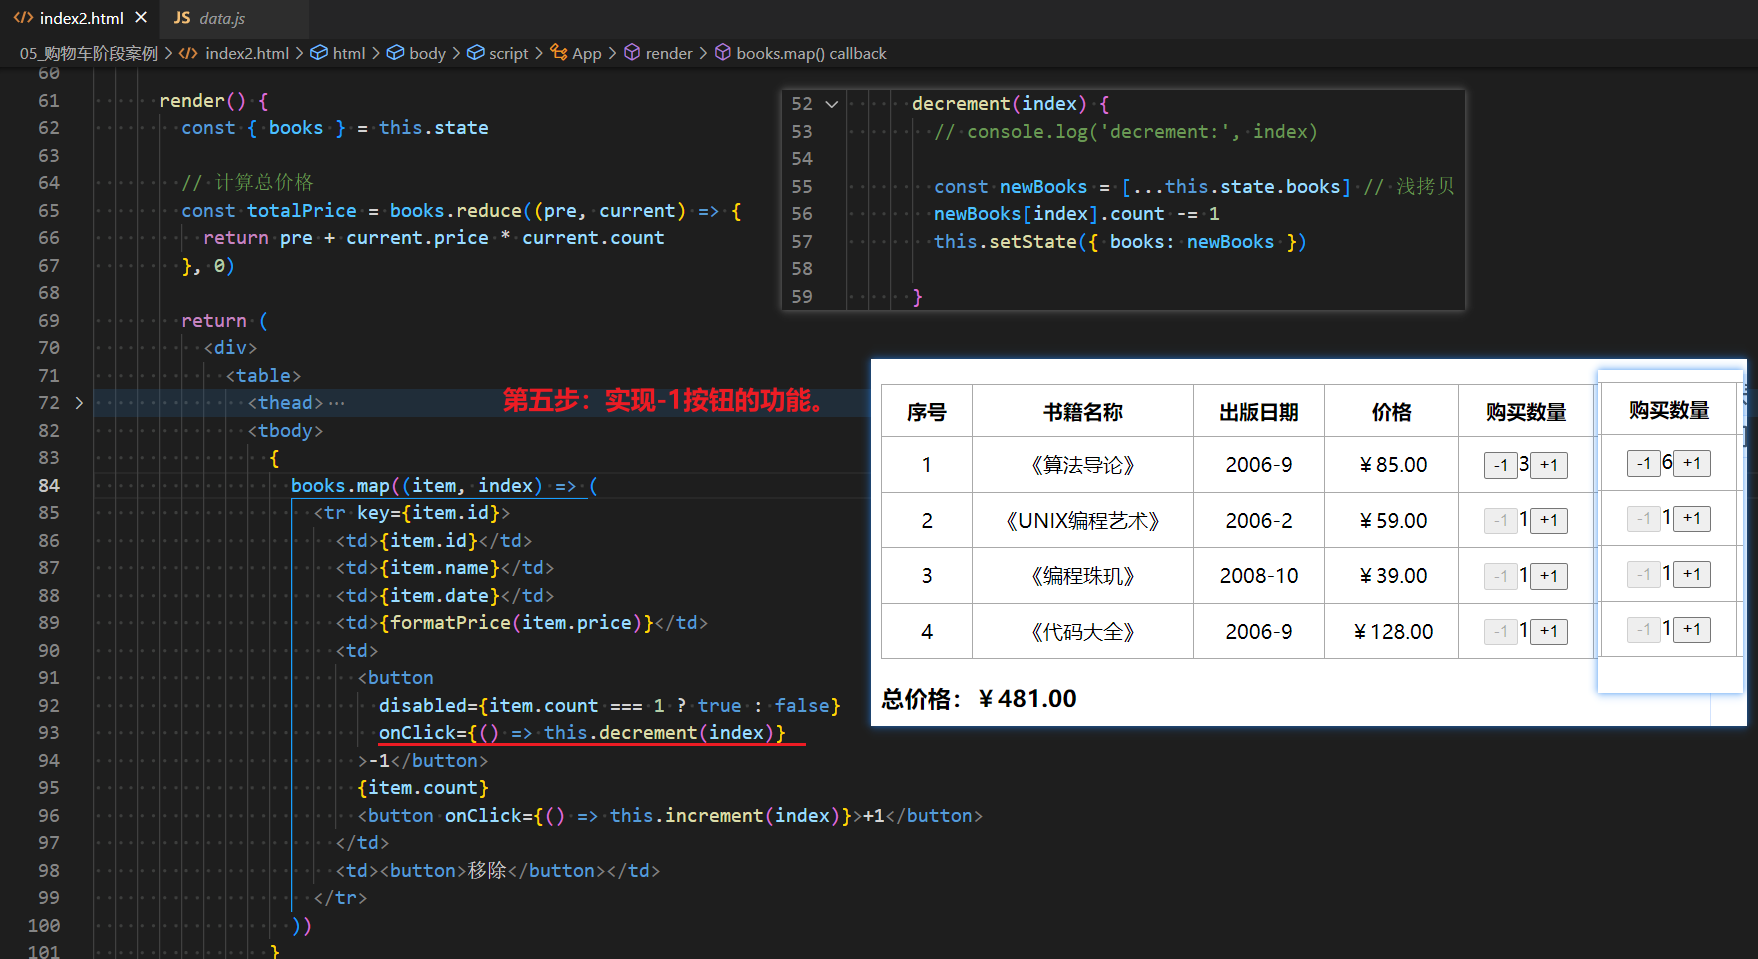 index2.html ×
JS data.js
05_购物车阶段案例 > index2.html > html > body > script > App > render > books.map() callback
60
61 render() {
62 const { books } = this.state
63
64 // 计算总价格
65 const totalPrice = books.reduce((pre, current) => {
66 return pre + current.price * current.count
67 }, 0)
68
69 return (
70 <div>
71 <table>
72 <thead>…
82 <tbody>
83 {
84 books.map((item, index) => (
85 <tr key={item.id}>
86 <td>{item.id}</td>
87 <td>{item.name}</td>
88 <td>{item.date}</td>
89 <td>{formatPrice(item.price)}</td>
90 <td>
91 <button
92 disabled={item.count === 1 ? true : false}
93 onClick={() => this.decrement(index)}
94 >-1</button>
95 {item.count}
96 <button onClick={() => this.increment(index)}>+1</button>
97 </td>
98 <td><button>移除</button></td>
99 </tr>
100 ))
101 }
52 decrement(index) {
53 // console.log('decrement:', index)
54
55 const newBooks = [...this.state.books] // 浅拷贝
56 newBooks[index].count -= 1
57 this.setState({ books: newBooks })
58
59 }
第五步：实现-1按钮的功能。
序号 书籍名称 出版日期 价格 购买数量
1 《算法导论》 2006-9 ￥85.00 -1 3 +1
2 《UNIX编程艺术》 2006-2 ￥59.00 -1 1 +1
3 《编程珠玑》 2008-10 ￥39.00 -1 1 +1
4 《代码大全》 2006-9 ￥128.00 -1 1 +1
总价格：￥481.00
购买数量
-1 6 +1
-1 1 +1
-1 1 +1
-1 1 +1